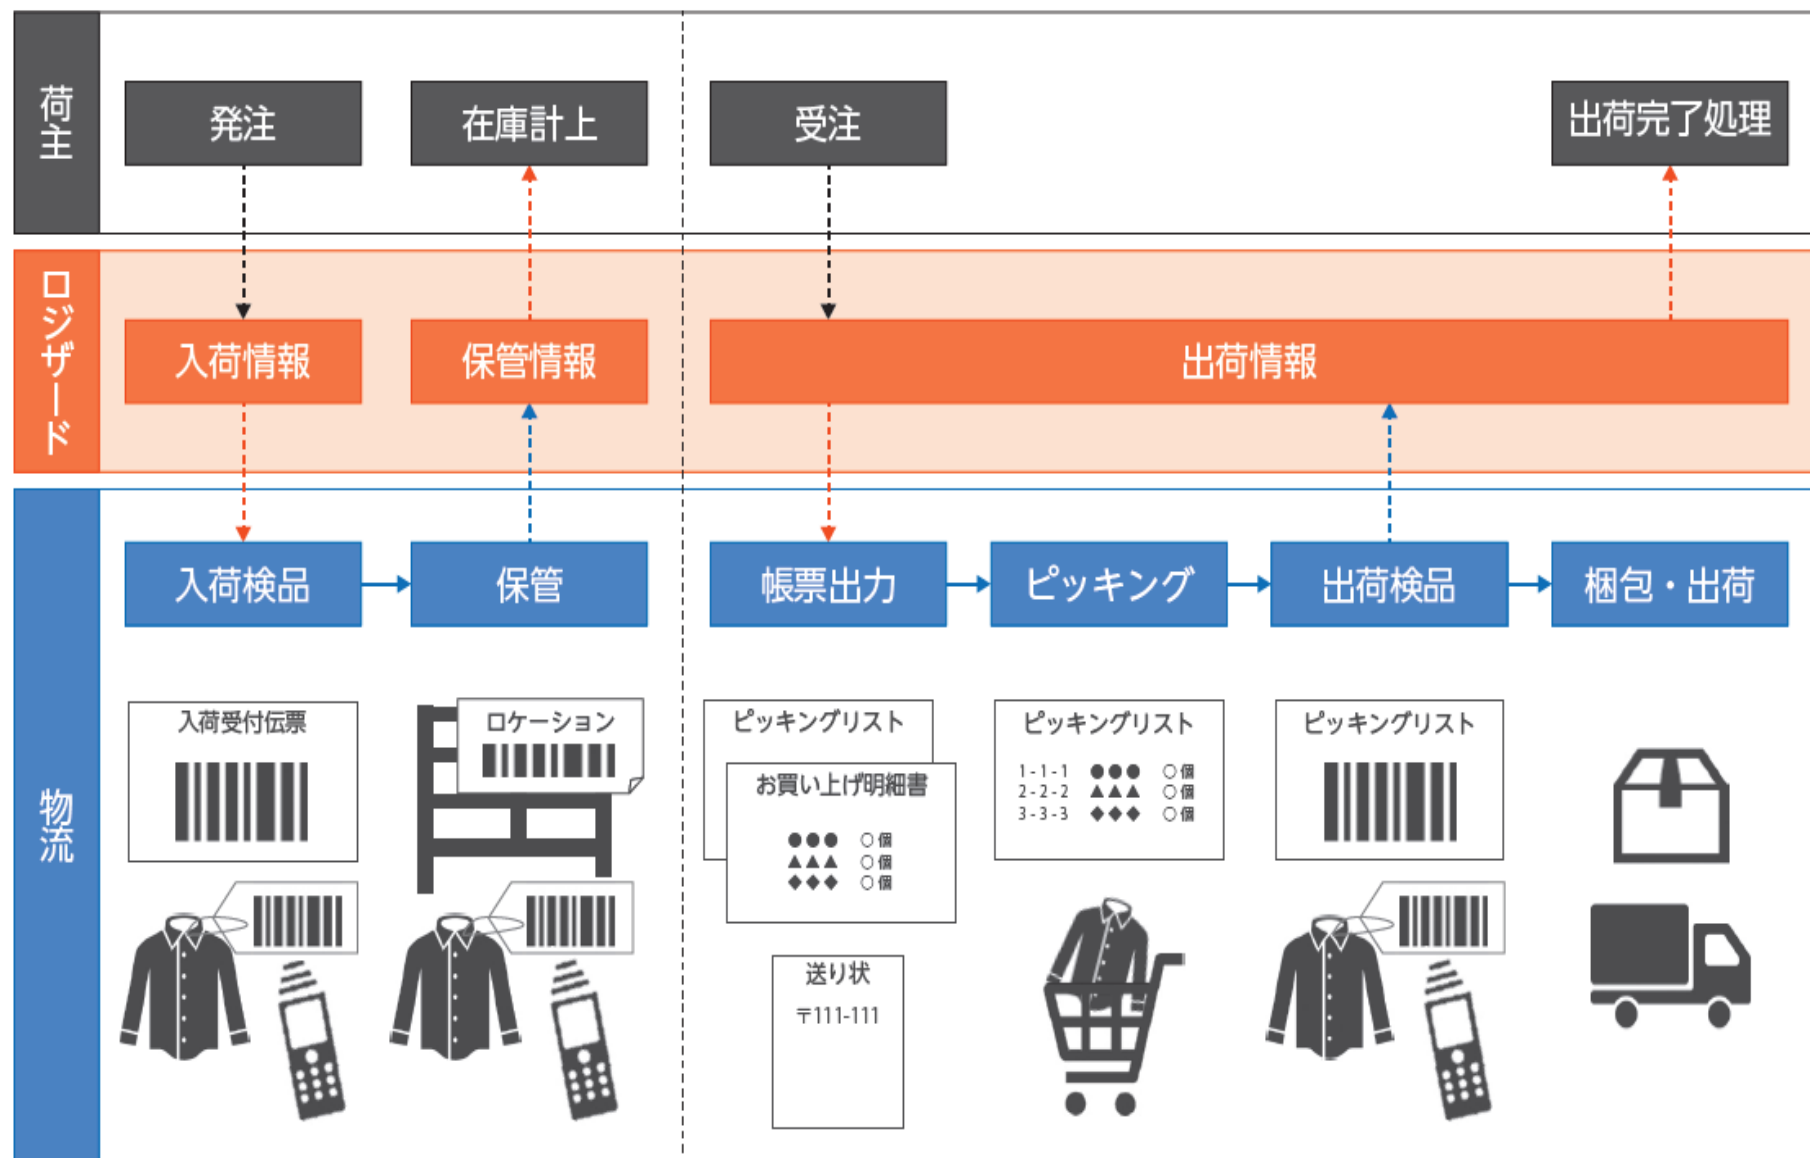 荷主
発注
在庫計上
受注
出荷完了処理
ロジザード
入荷情報
保管情報
出荷情報
物流
入荷検品
保管
帳票出力
ピッキング
出荷検品
梱包・出荷
入荷受付伝票
ロケーション
ピッキングリスト
お買い上げ明細書
●●● ○個
▲▲▲ ○個
◆◆◆ ○個
送り状
〒111-111
ピッキングリスト
1-1-1 ●●● ○個
2-2-2 ▲▲▲ ○個
3-3-3 ◆◆◆ ○個
ピッキングリスト